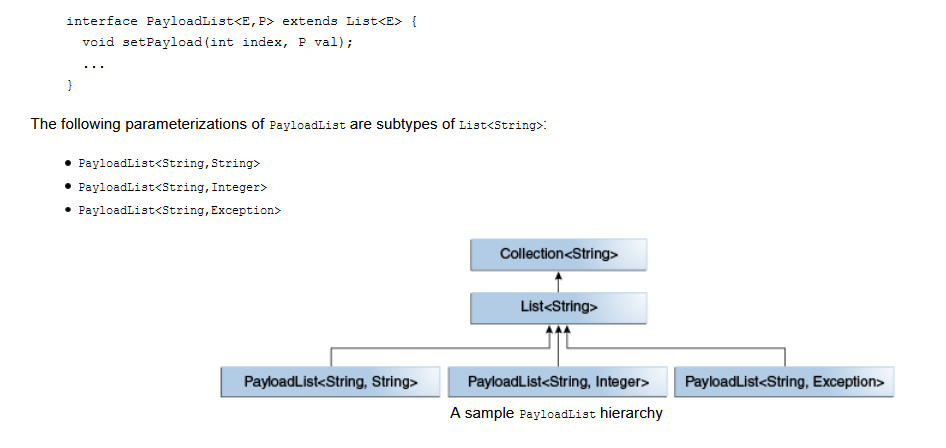 interface PayloadList<E,P> extends List<E> {
void setPayload(int index, P val);
...
}
The following parameterizations of PayloadList are subtypes of List<String>:
• PayloadList<String,String>
• PayloadList<String,Integer>
• PayloadList<String,Exception>
Collection<String>
List<String>
PayloadList<String, String>
PayloadList<String, Integer>
PayloadList<String, Exception>
A sample PayloadList hierarchy